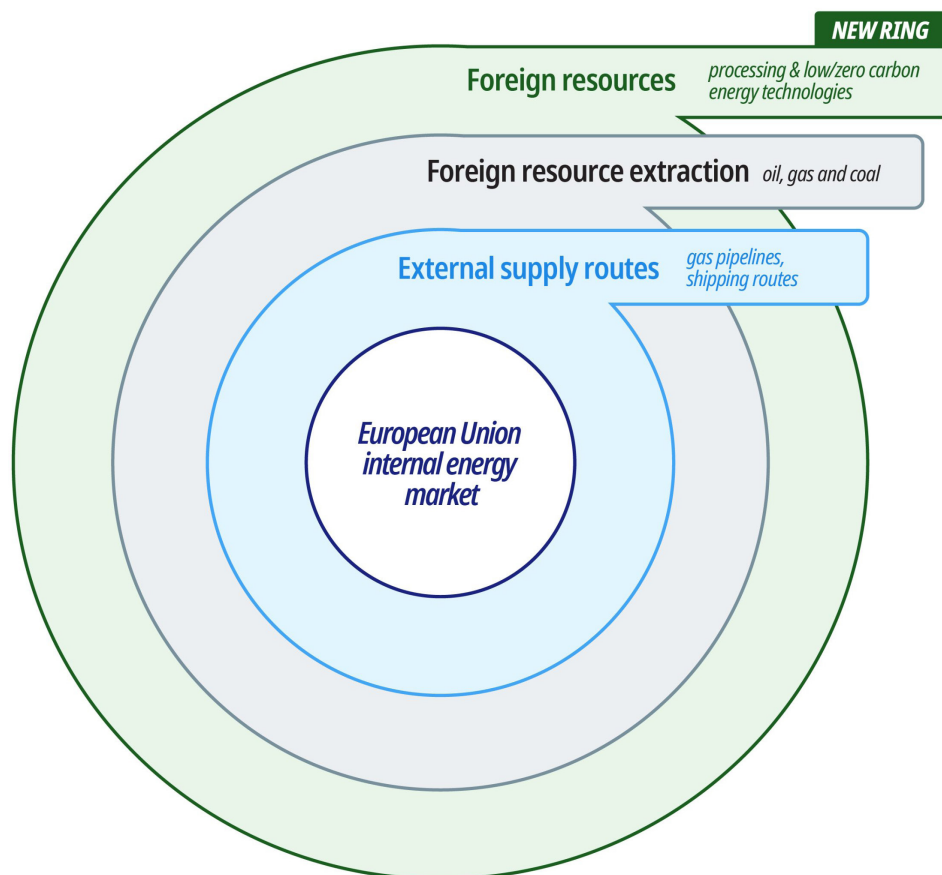 NEW RING
Foreign resources
processing & low/zero carbon
energy technologies
Foreign resource extraction oil, gas and coal
External supply routes
gas pipelines,
shipping routes
European Union
internal energy
market